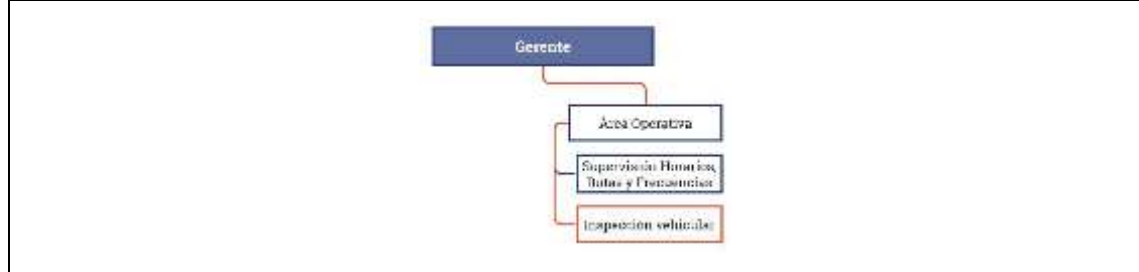 Gerente
Área Operativa
Supervisión Horarios,
Rutas y Frecuencias
Inspección vehicular